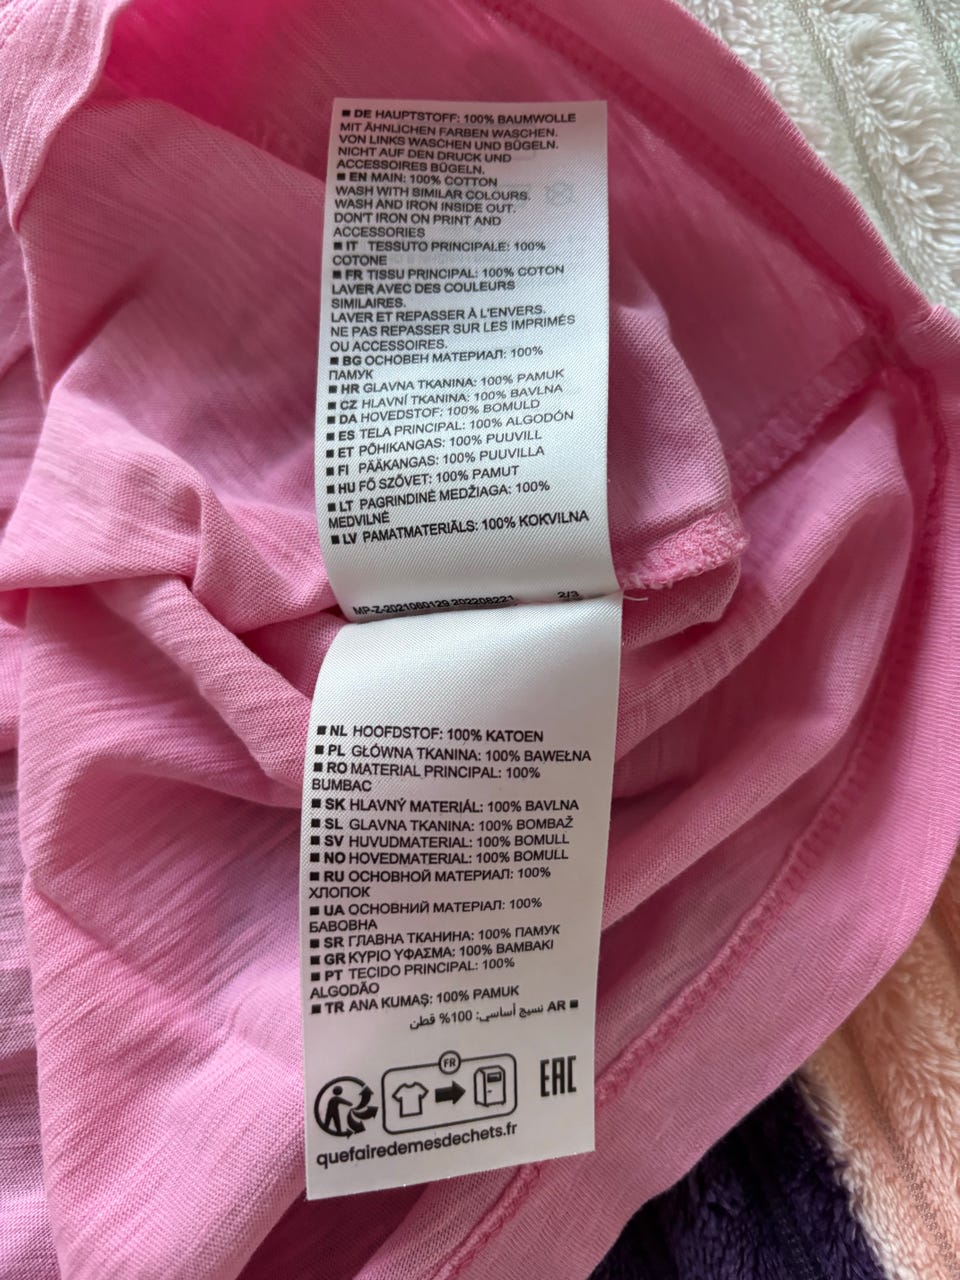 ■ DE HAUPTSTOFF: 100% BAUMWOLLE
MIT ÄHNLICHEN FARBEN WASCHEN.
VON LINKS WASCHEN UND BÜGELN.
NICHT AUF DEN DRUCK UND
ACCESSOIRES BÜGELN.
■ EN MAIN: 100% COTTON
WASH WITH SIMILAR COLOURS.
WASH AND IRON INSIDE OUT.
DON'T IRON ON PRINT AND
ACCESSORIES
■ IT TESSUTO PRINCIPALE: 100%
COTONE
■ FR TISSU PRINCIPAL: 100% COTON
LAVER AVEC DES COULEURS
SIMILAIRES.
LAVER ET REPASSER À L'ENVERS.
NE PAS REPASSER SUR LES IMPRIMÉS
OU ACCESSOIRES.
■ BG ОСНОВЕН МАТЕРИАЛ: 100%
ПАМУК
■ HR GLAVNA TKANINA: 100% PAMUK
■ CZ HLAVNÍ TKANINA: 100% BAVLNA
■ DA HOVEDSTOF: 100% BOMULD
■ ES TELA PRINCIPAL: 100% ALGODÓN
■ ET PÕHIKANGAS: 100% PUUVILL
■ FI PÄÄKANGAS: 100% PUUVILLA
■ HU FŐ SZÖVET: 100% PAMUT
■ LT PAGRINDINĖ MEDŽIAGA: 100%
MEDVILNĖ
■ LV PAMATMATERIĀLS: 100% KOKVILNA
MP-Z-2021060129 202208221 2/3
■ NL HOOFDSTOF: 100% KATOEN
■ PL GŁÓWNA TKANINA: 100% BAWEŁNA
■ RO MATERIAL PRINCIPAL: 100%
BUMBAC
■ SK HLAVNÝ MATERIÁL: 100% BAVLNA
■ SL GLAVNA TKANINA: 100% BOMBAŽ
■ SV HUVUDMATERIAL: 100% BOMULL
■ NO HOVEDMATERIAL: 100% BOMULL
■ RU ОСНОВНОЙ МАТЕРИАЛ: 100%
ХЛОПОК
■ UA ОСНОВНИЙ МАТЕРІАЛ: 100%
БАВОВНА
■ SR ГЛАВНА ТКАНИНА: 100% ПАМУК
■ GR ΚΥΡΙΟ ΥΦΑΣΜΑ: 100% ΒΑΜΒΑΚΙ
■ PT TECIDO PRINCIPAL: 100%
ALGODÃO
■ TR ANA KUMAŞ: 100% PAMUK
■ AR نسيج أساسي: 100% قطن
FR
EAC
quefairedemesdechets.fr